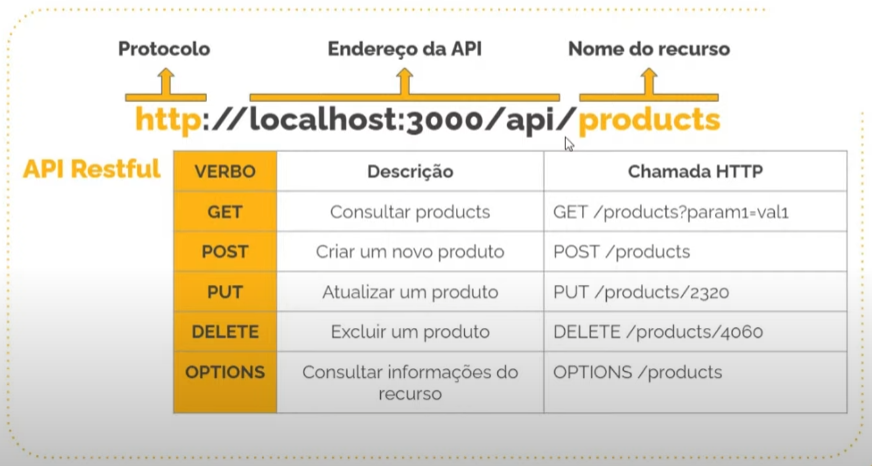 Protocolo Endereço da API Nome do recurso
http://localhost:3000/api/products
API Restful
VERBO Descrição Chamada HTTP
GET Consultar products GET /products?param1=val1
POST Criar um novo produto POST /products
PUT Atualizar um produto PUT /products/2320
DELETE Excluir um produto DELETE /products/4060
OPTIONS Consultar informações do OPTIONS /products
recurso